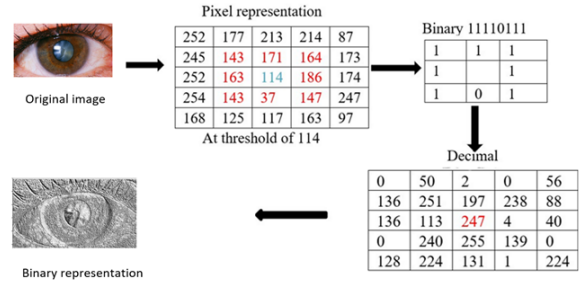 Pixel representation
252 177 213 214 87
245 143 171 164 173
252 163 114 186 174
254 143 37 147 247
168 125 117 163 97
At threshold of 114
Original image
Binary 11110111
1 1 1
1 1
1 0 1
Decimal
0 50 2 0 56
136 251 197 238 88
136 113 247 4 40
0 240 255 139 0
128 224 131 1 224
Binary representation